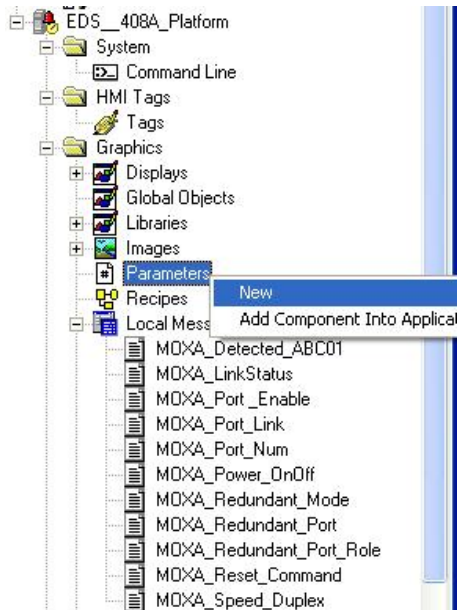 EDS__408A_Platform
System
Command Line
HMI Tags
Tags
Graphics
Displays
Global Objects
Libraries
Images
Parameters
New
Recipes
Add Component Into Applicat
Local Mess
MOXA_Detected_ABC01
MOXA_LinkStatus
MOXA_Port _Enable
MOXA_Port_Link
MOXA_Port_Num
MOXA_Power_OnOff
MOXA_Redundant_Mode
MOXA_Redundant_Port
MOXA_Redundant_Port_Role
MOXA_Reset_Command
MOXA_Speed_Duplex